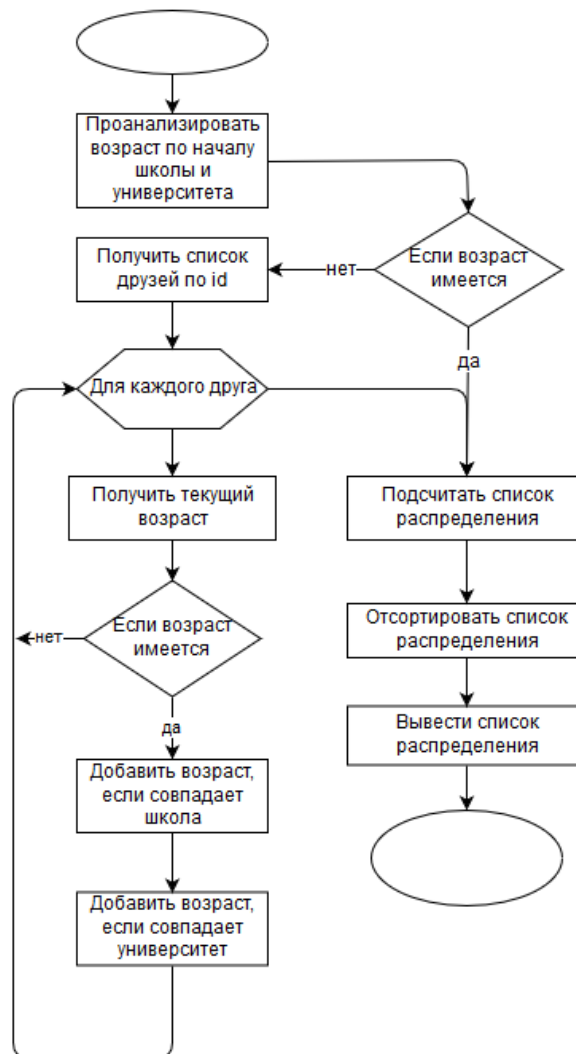 Проанализировать
возраст по началу
школы и
университета
Если возраст
имеется
нет
Получить список
друзей по id
да
Для каждого друга
Получить текущий
возраст
Подсчитать список
распределения
Если возраст
имеется
нет
Отсортировать список
распределения
да
Вывести список
распределения
Добавить возраст,
если совпадает
школа
Добавить возраст,
если совпадает
университет